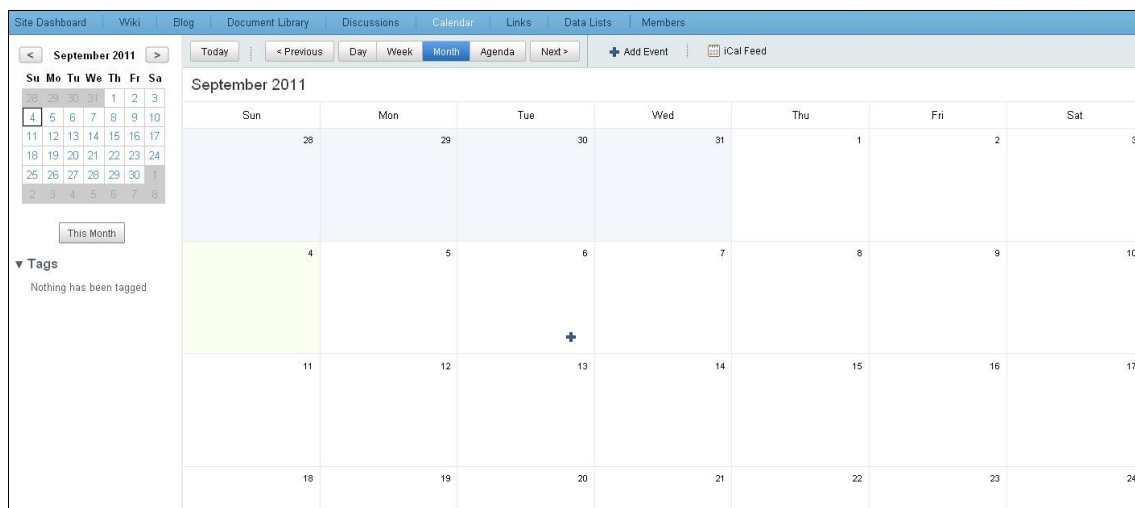 Site Dashboard Wiki Blog Document Library Discussions Calendar Links Data Lists Members
< September 2011 >
Su Mo Tu We Th Fr Sa
28 29 30 31 1 2 3
4 5 6 7 8 9 10
11 12 13 14 15 16 17
18 19 20 21 22 23 24
25 26 27 28 29 30 1
2 3 4 5 6 7 8
This Month
▼ Tags
Nothing has been tagged
Today < Previous Day Week Month Agenda Next > Add Event iCal Feed
September 2011
Sun Mon Tue Wed Thu Fri Sat
28 29 30 31 1 2 3
4 5 6 7 8 9 10
11 12 13 14 15 16 17
18 19 20 21 22 23 24